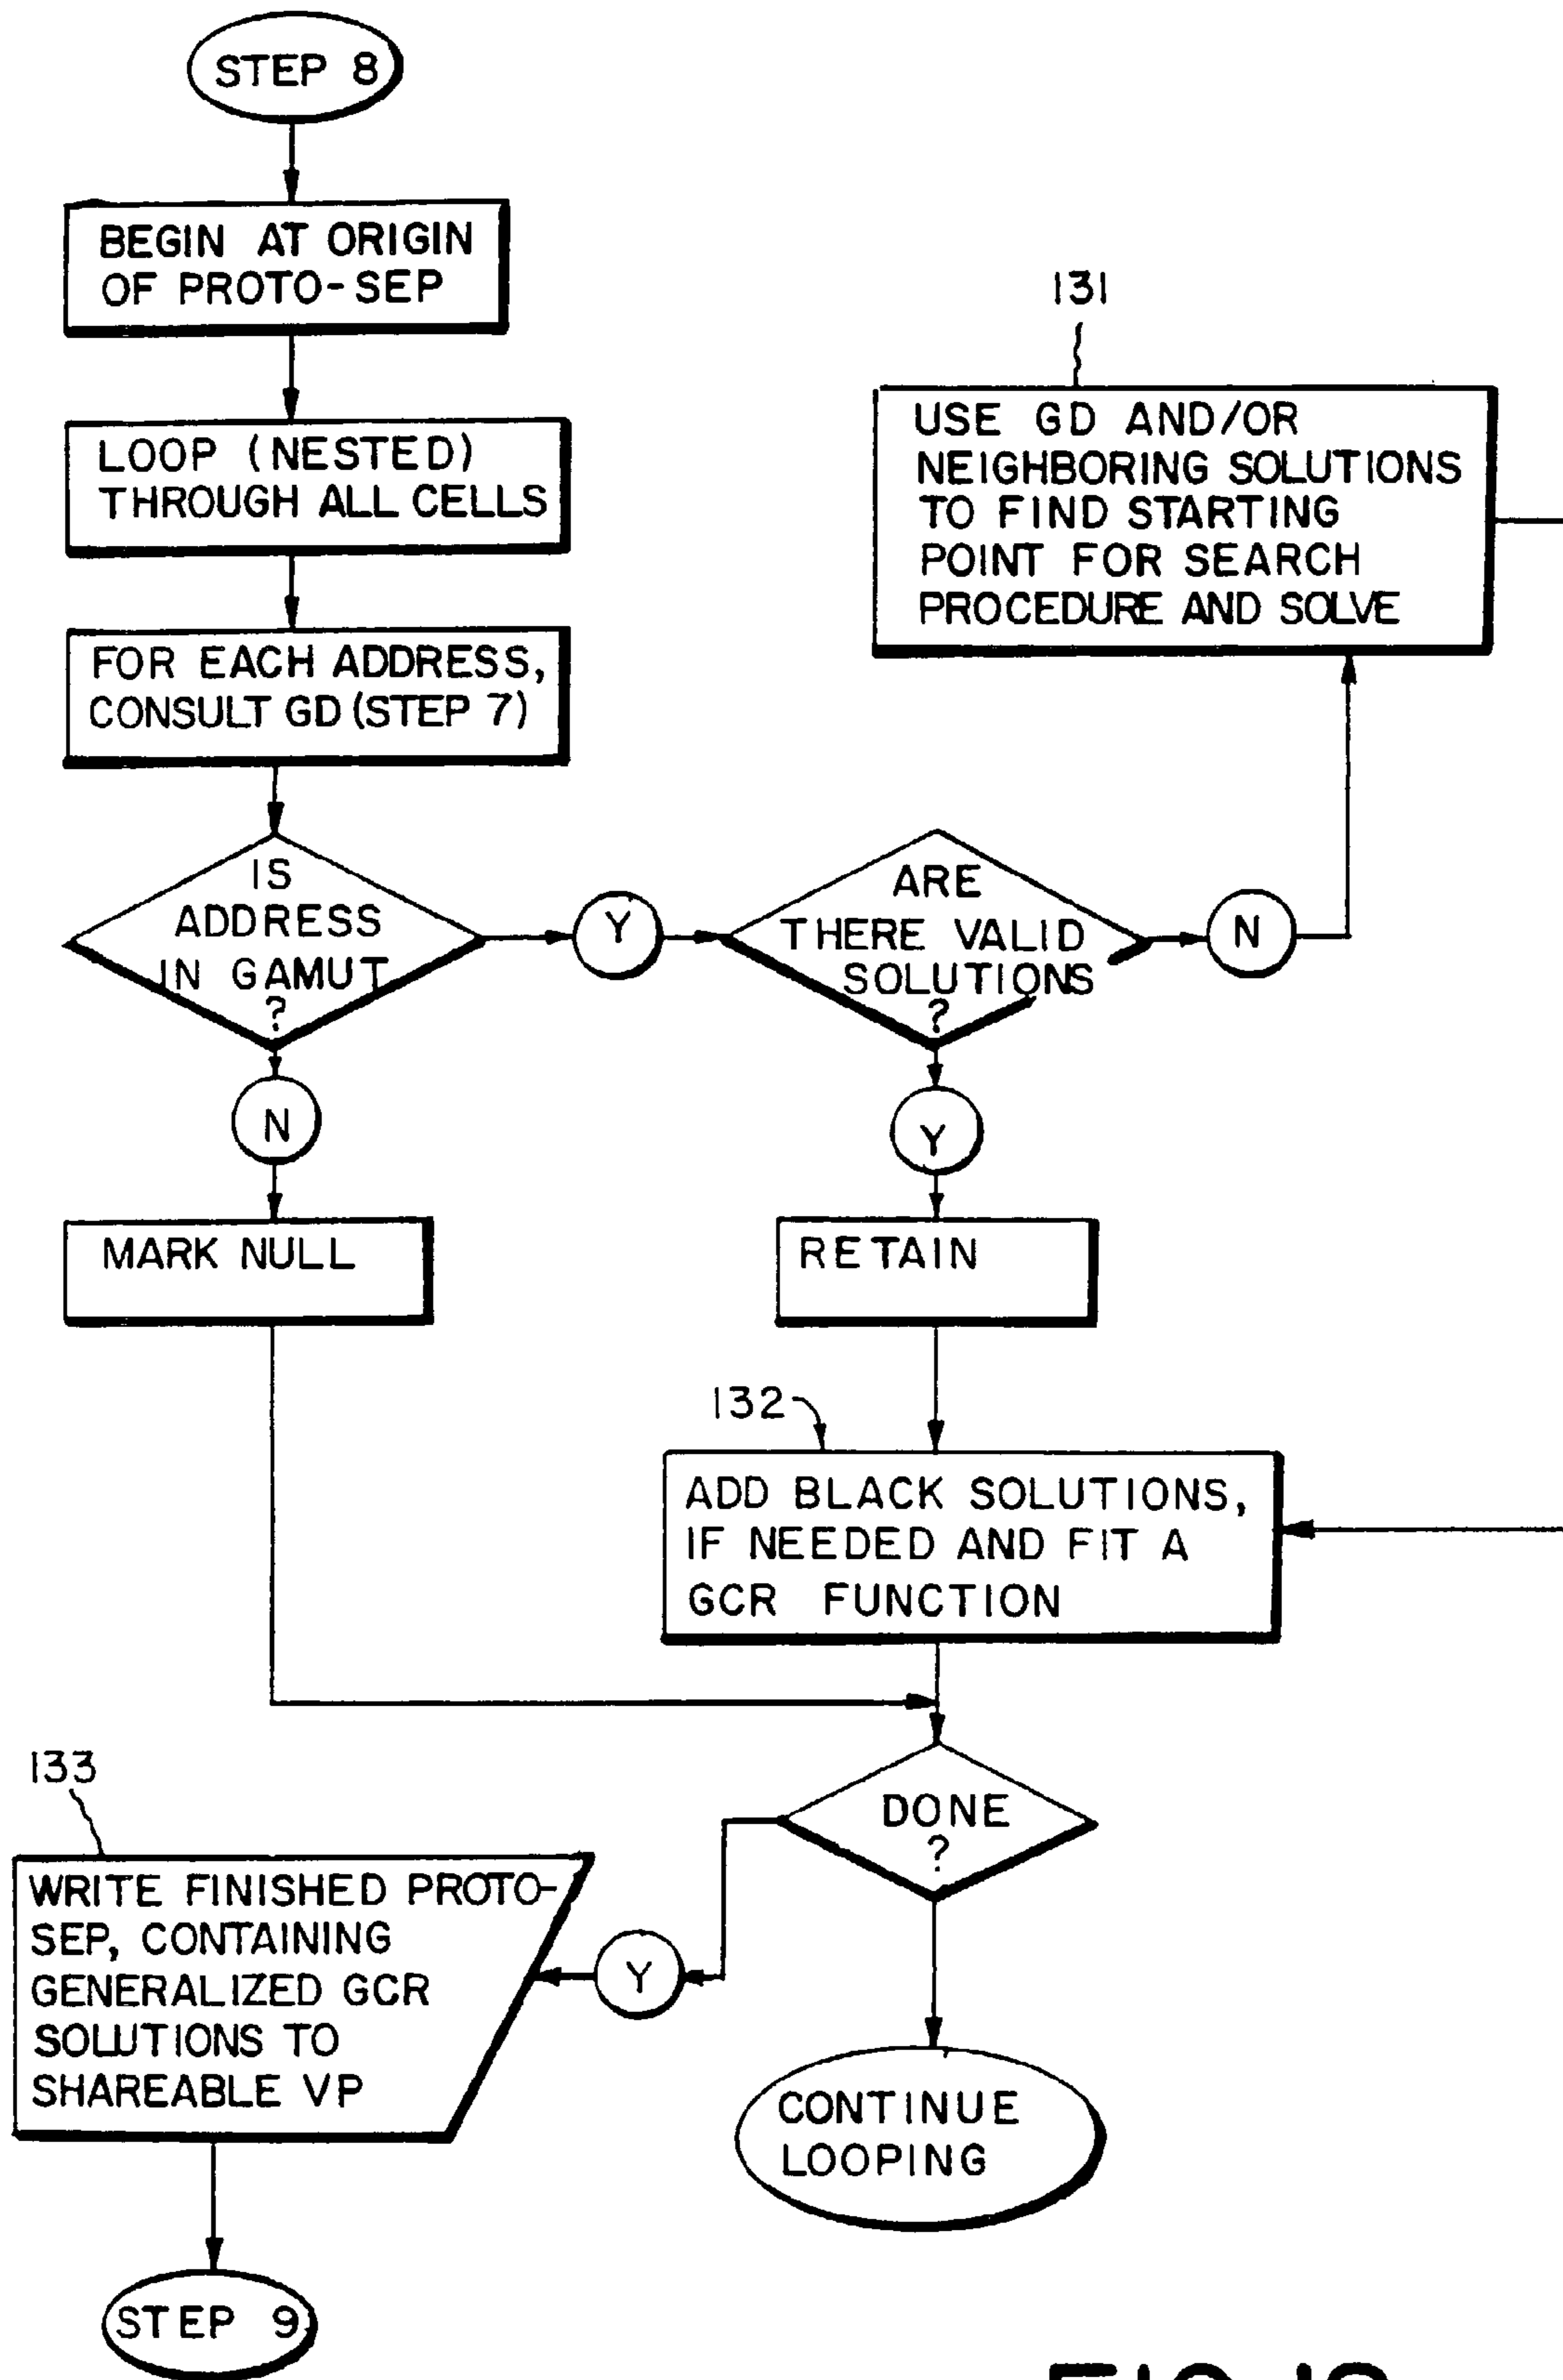 STEP 8
BEGIN AT ORIGIN
OF PROTO-SEP
LOOP (NESTED)
THROUGH ALL CELLS
FOR EACH ADDRESS,
CONSULT GD (STEP 7)
131
USE GD AND/OR
NEIGHBORING SOLUTIONS
TO FIND STARTING
POINT FOR SEARCH
PROCEDURE AND SOLVE
IS
ADDRESS
IN GAMUT
?
Y
ARE
THERE VALID
SOLUTIONS
?
N
N
Y
MARK NULL
RETAIN
132
ADD BLACK SOLUTIONS,
IF NEEDED AND FIT A
GCR FUNCTION
DONE
?
133
WRITE FINISHED PROTO-
SEP, CONTAINING
GENERALIZED GCR
SOLUTIONS TO
SHAREABLE VP
Y
CONTINUE
LOOPING
STEP 9